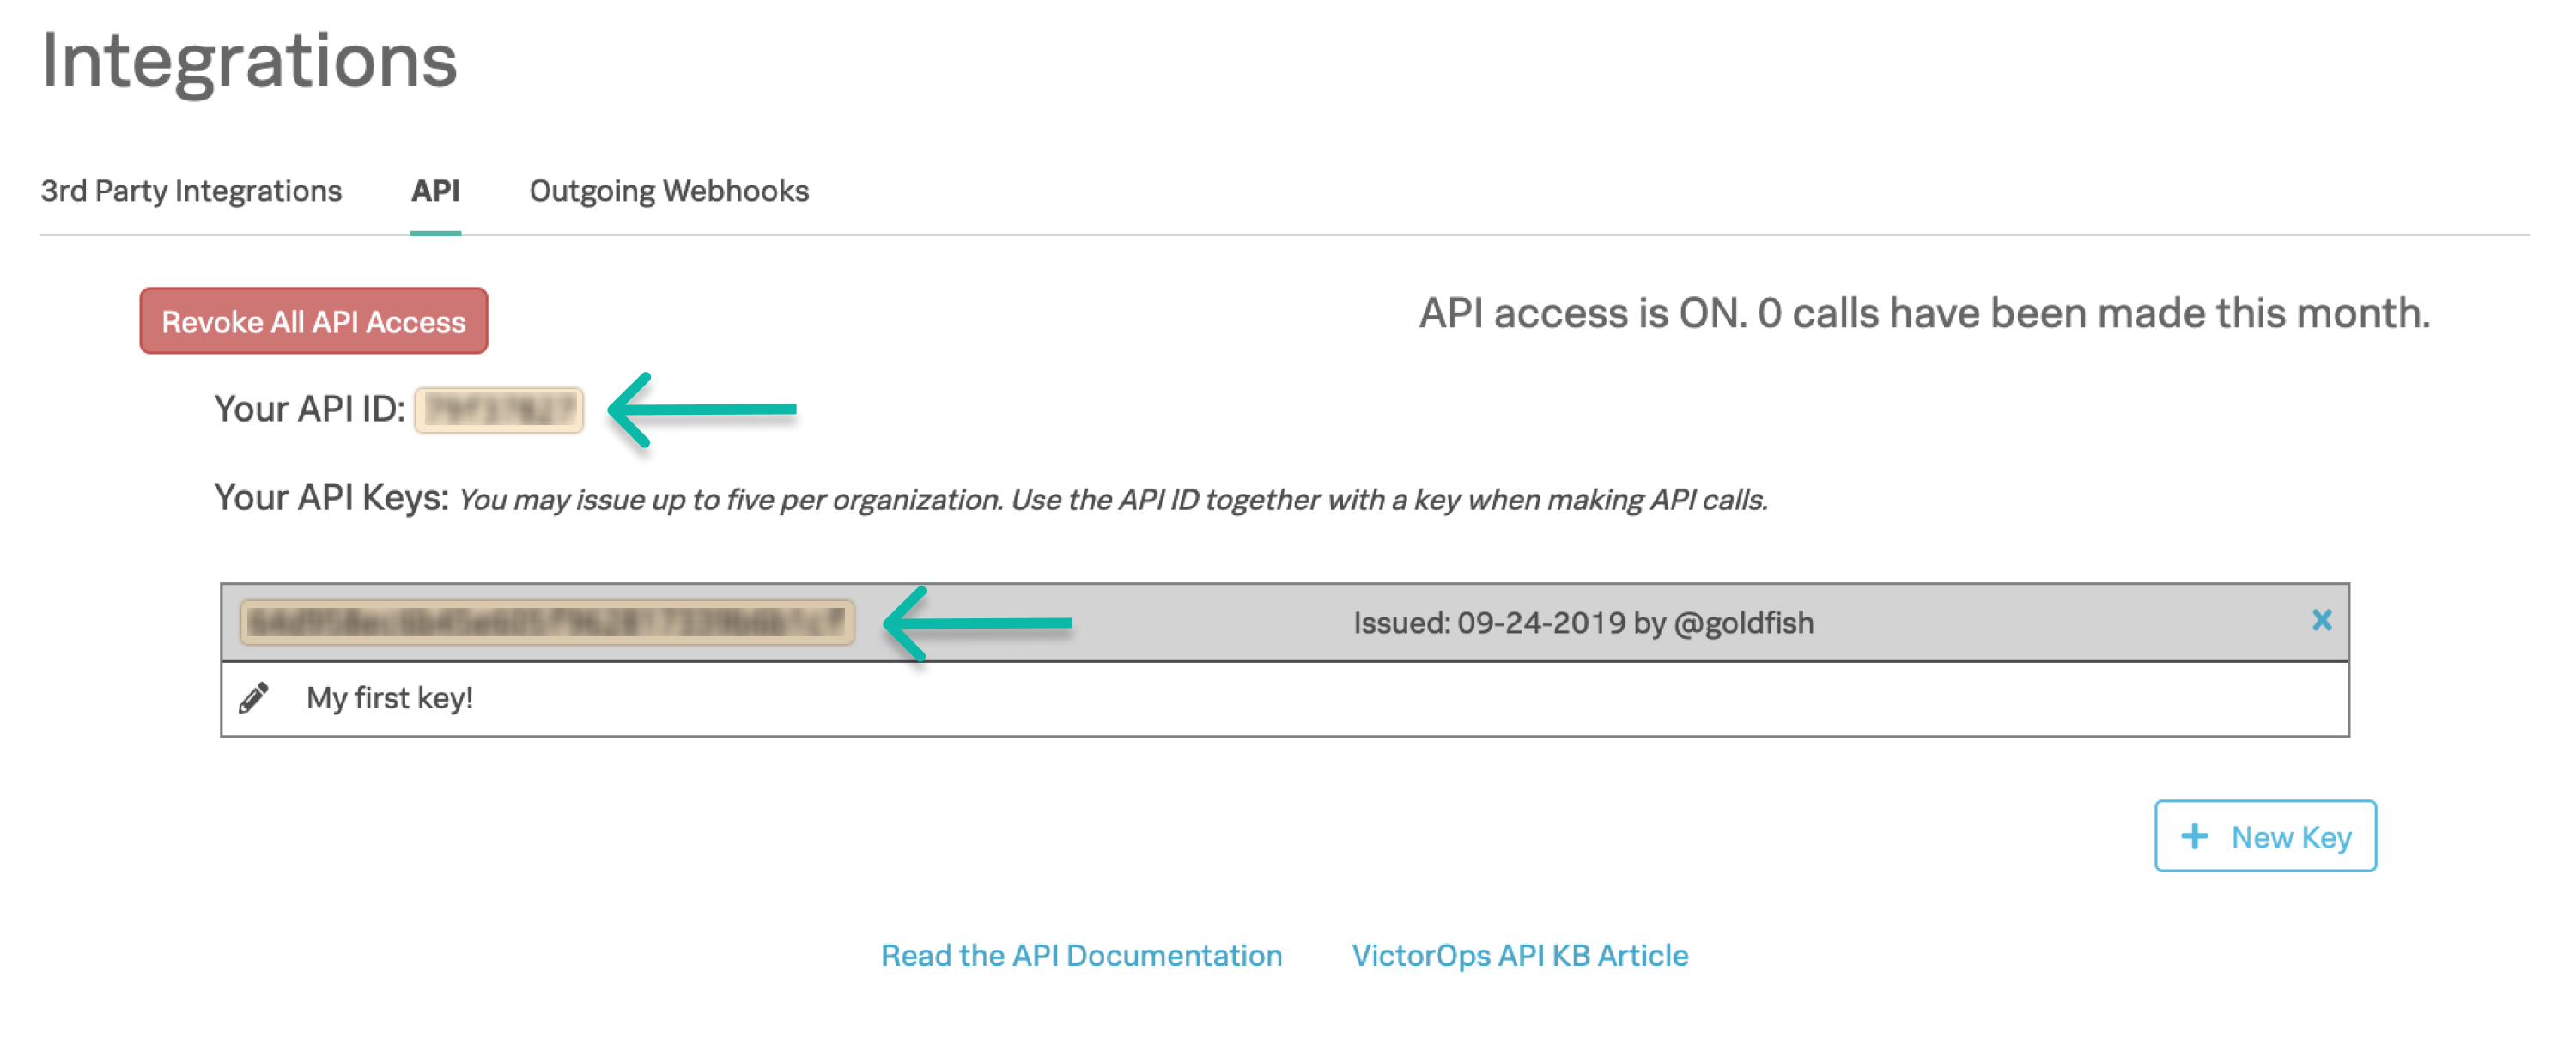 Integrations
3rd Party Integrations API Outgoing Webhooks
Revoke All API Access
API access is ON. 0 calls have been made this month.
Your API ID:
Your API Keys: You may issue up to five per organization. Use the API ID together with a key when making API calls.
Issued: 09-24-2019 by @goldfish
My first key!
+ New Key
Read the API Documentation VictorOps API KB Article